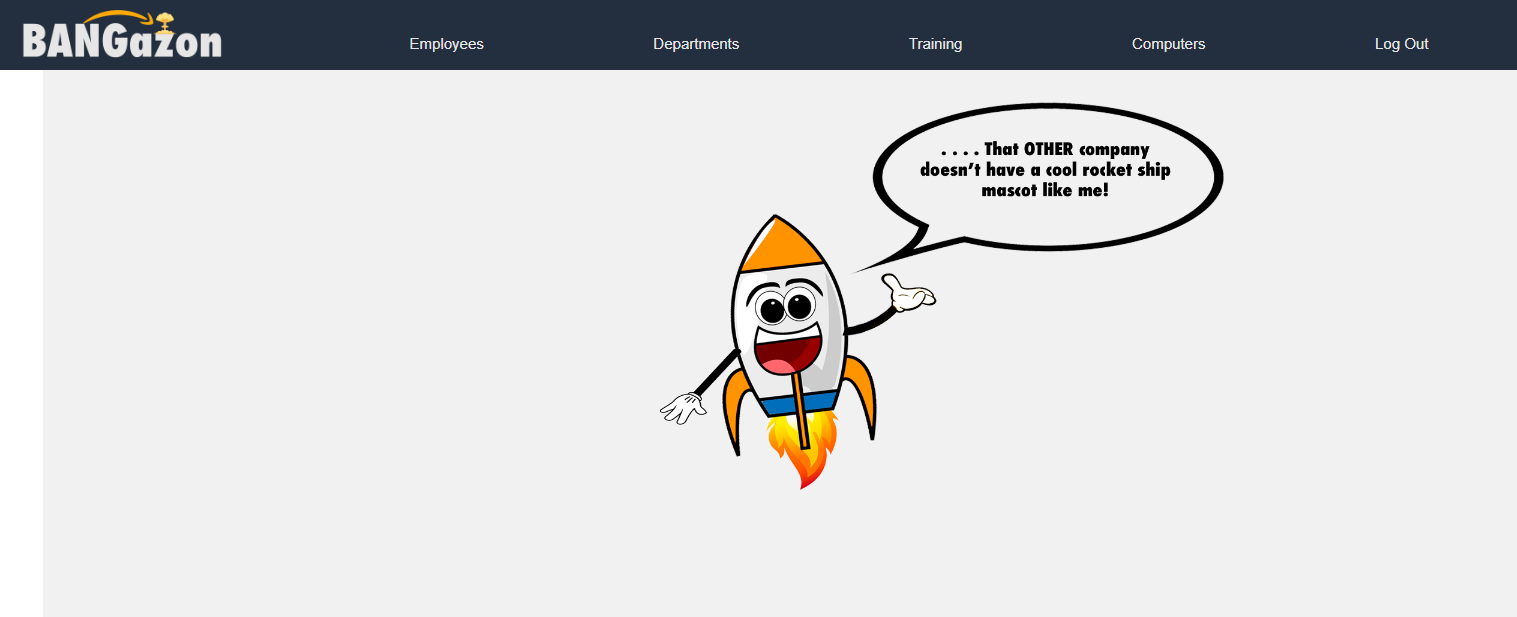 BANGazon
Employees
Departments
Training
Computers
Log Out
. . . . That OTHER company
doesn’t have a cool rocket ship
mascot like me!